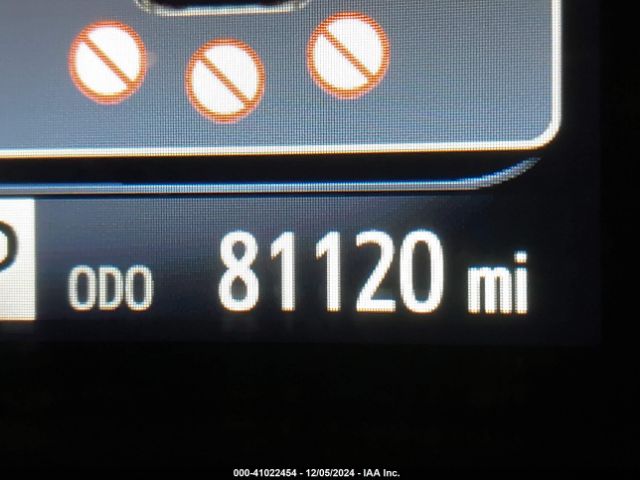 P
ODO 81120 mi
000-41022454 - 12/05/2024 - IAA Inc.